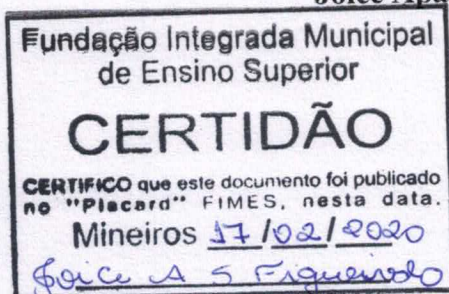 Fundação Integrada Municipal
de Ensino Superior
CERTIDÃO
CERTIFICO que este documento foi publicado
no "Placard" FIMES, nesta data.
Mineiros 17/02/2020
Joice A S Figueiredo